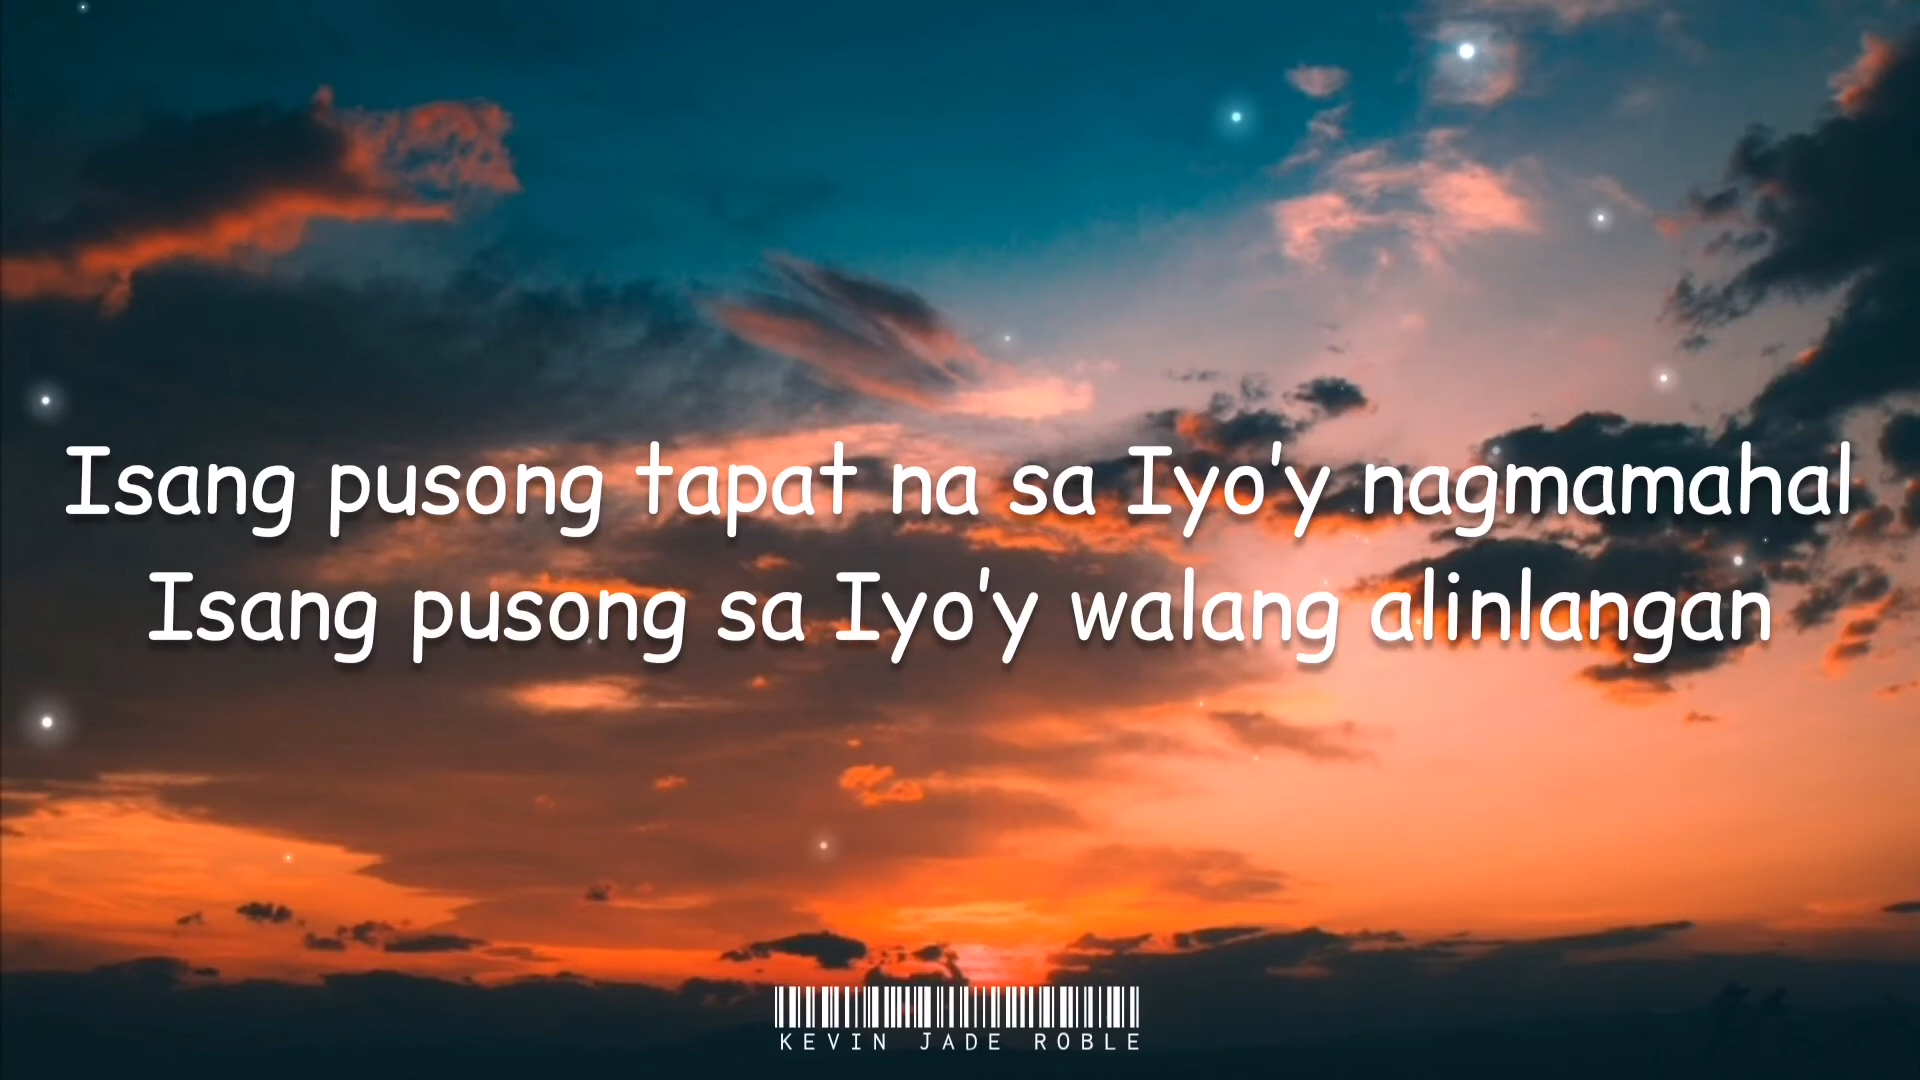 Isang pusong tapat na sa Iyo'y nagmamahal
Isang pusong sa Iyo'y walang alinlangan
KEVIN JADE ROBLE